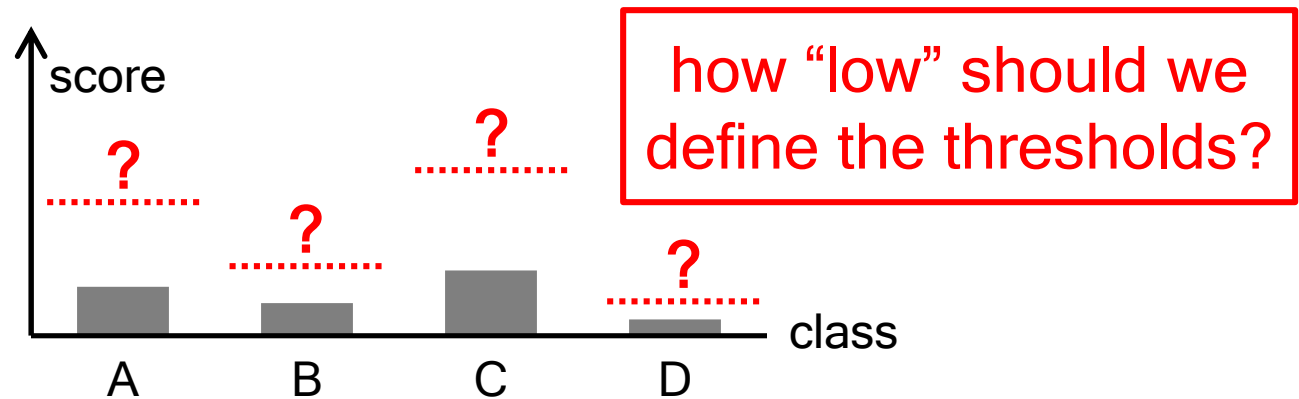 how “low” should we
define the thresholds?
score
?
?
?
?
class
A
B
C
D